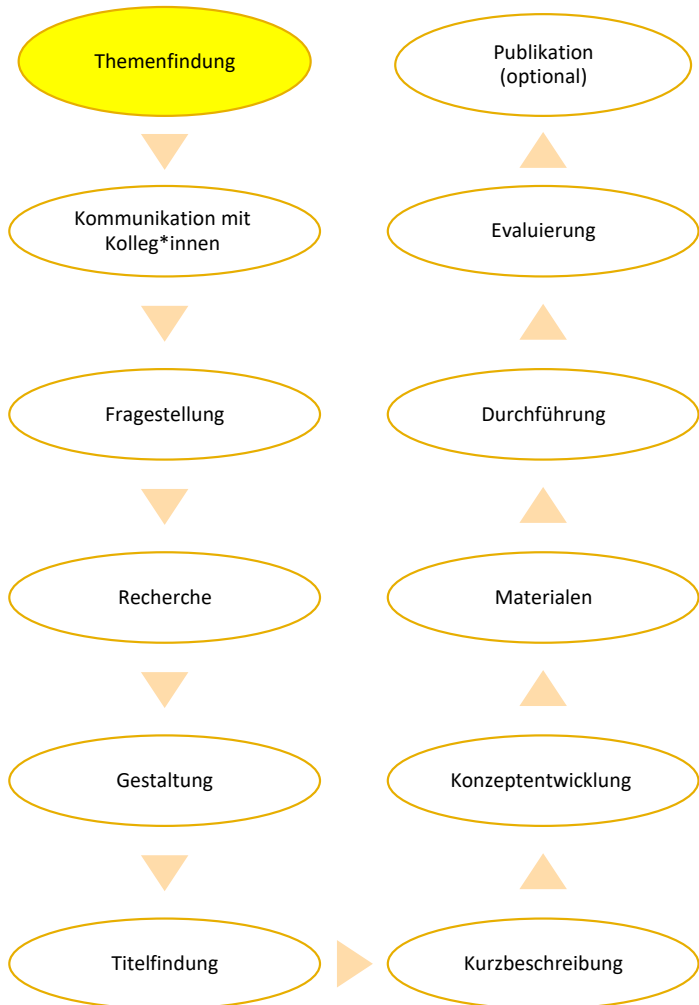 Themenfindung
Kommunikation mit
Kolleg*innen
Fragestellung
Recherche
Gestaltung
Titelfindung
Kurzbeschreibung
Konzeptentwicklung
Materialen
Durchführung
Evaluierung
Publikation
(optional)